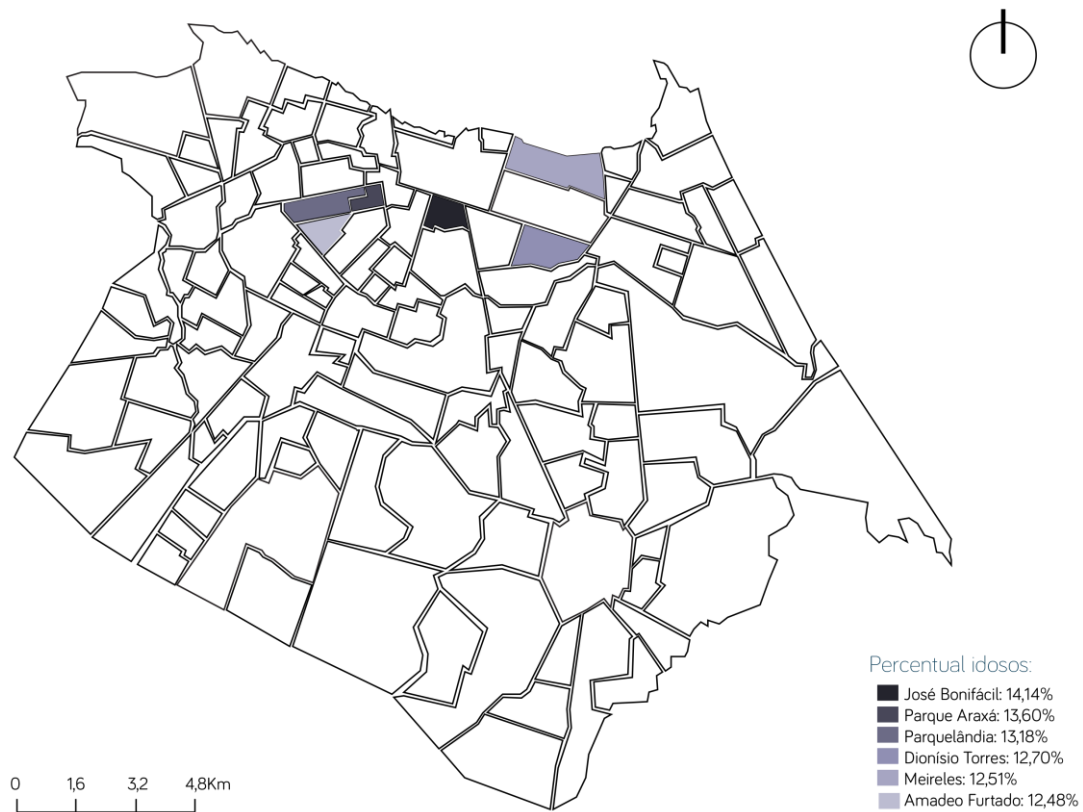 Percentual idosos:
José Bonifácil: 14,14%
Parque Araxá: 13,60%
Parquelândia: 13,18%
Dionísio Torres: 12,70%
Meireles: 12,51%
Amadeo Furtado: 12,48%
0 1,6 3,2 4,8Km